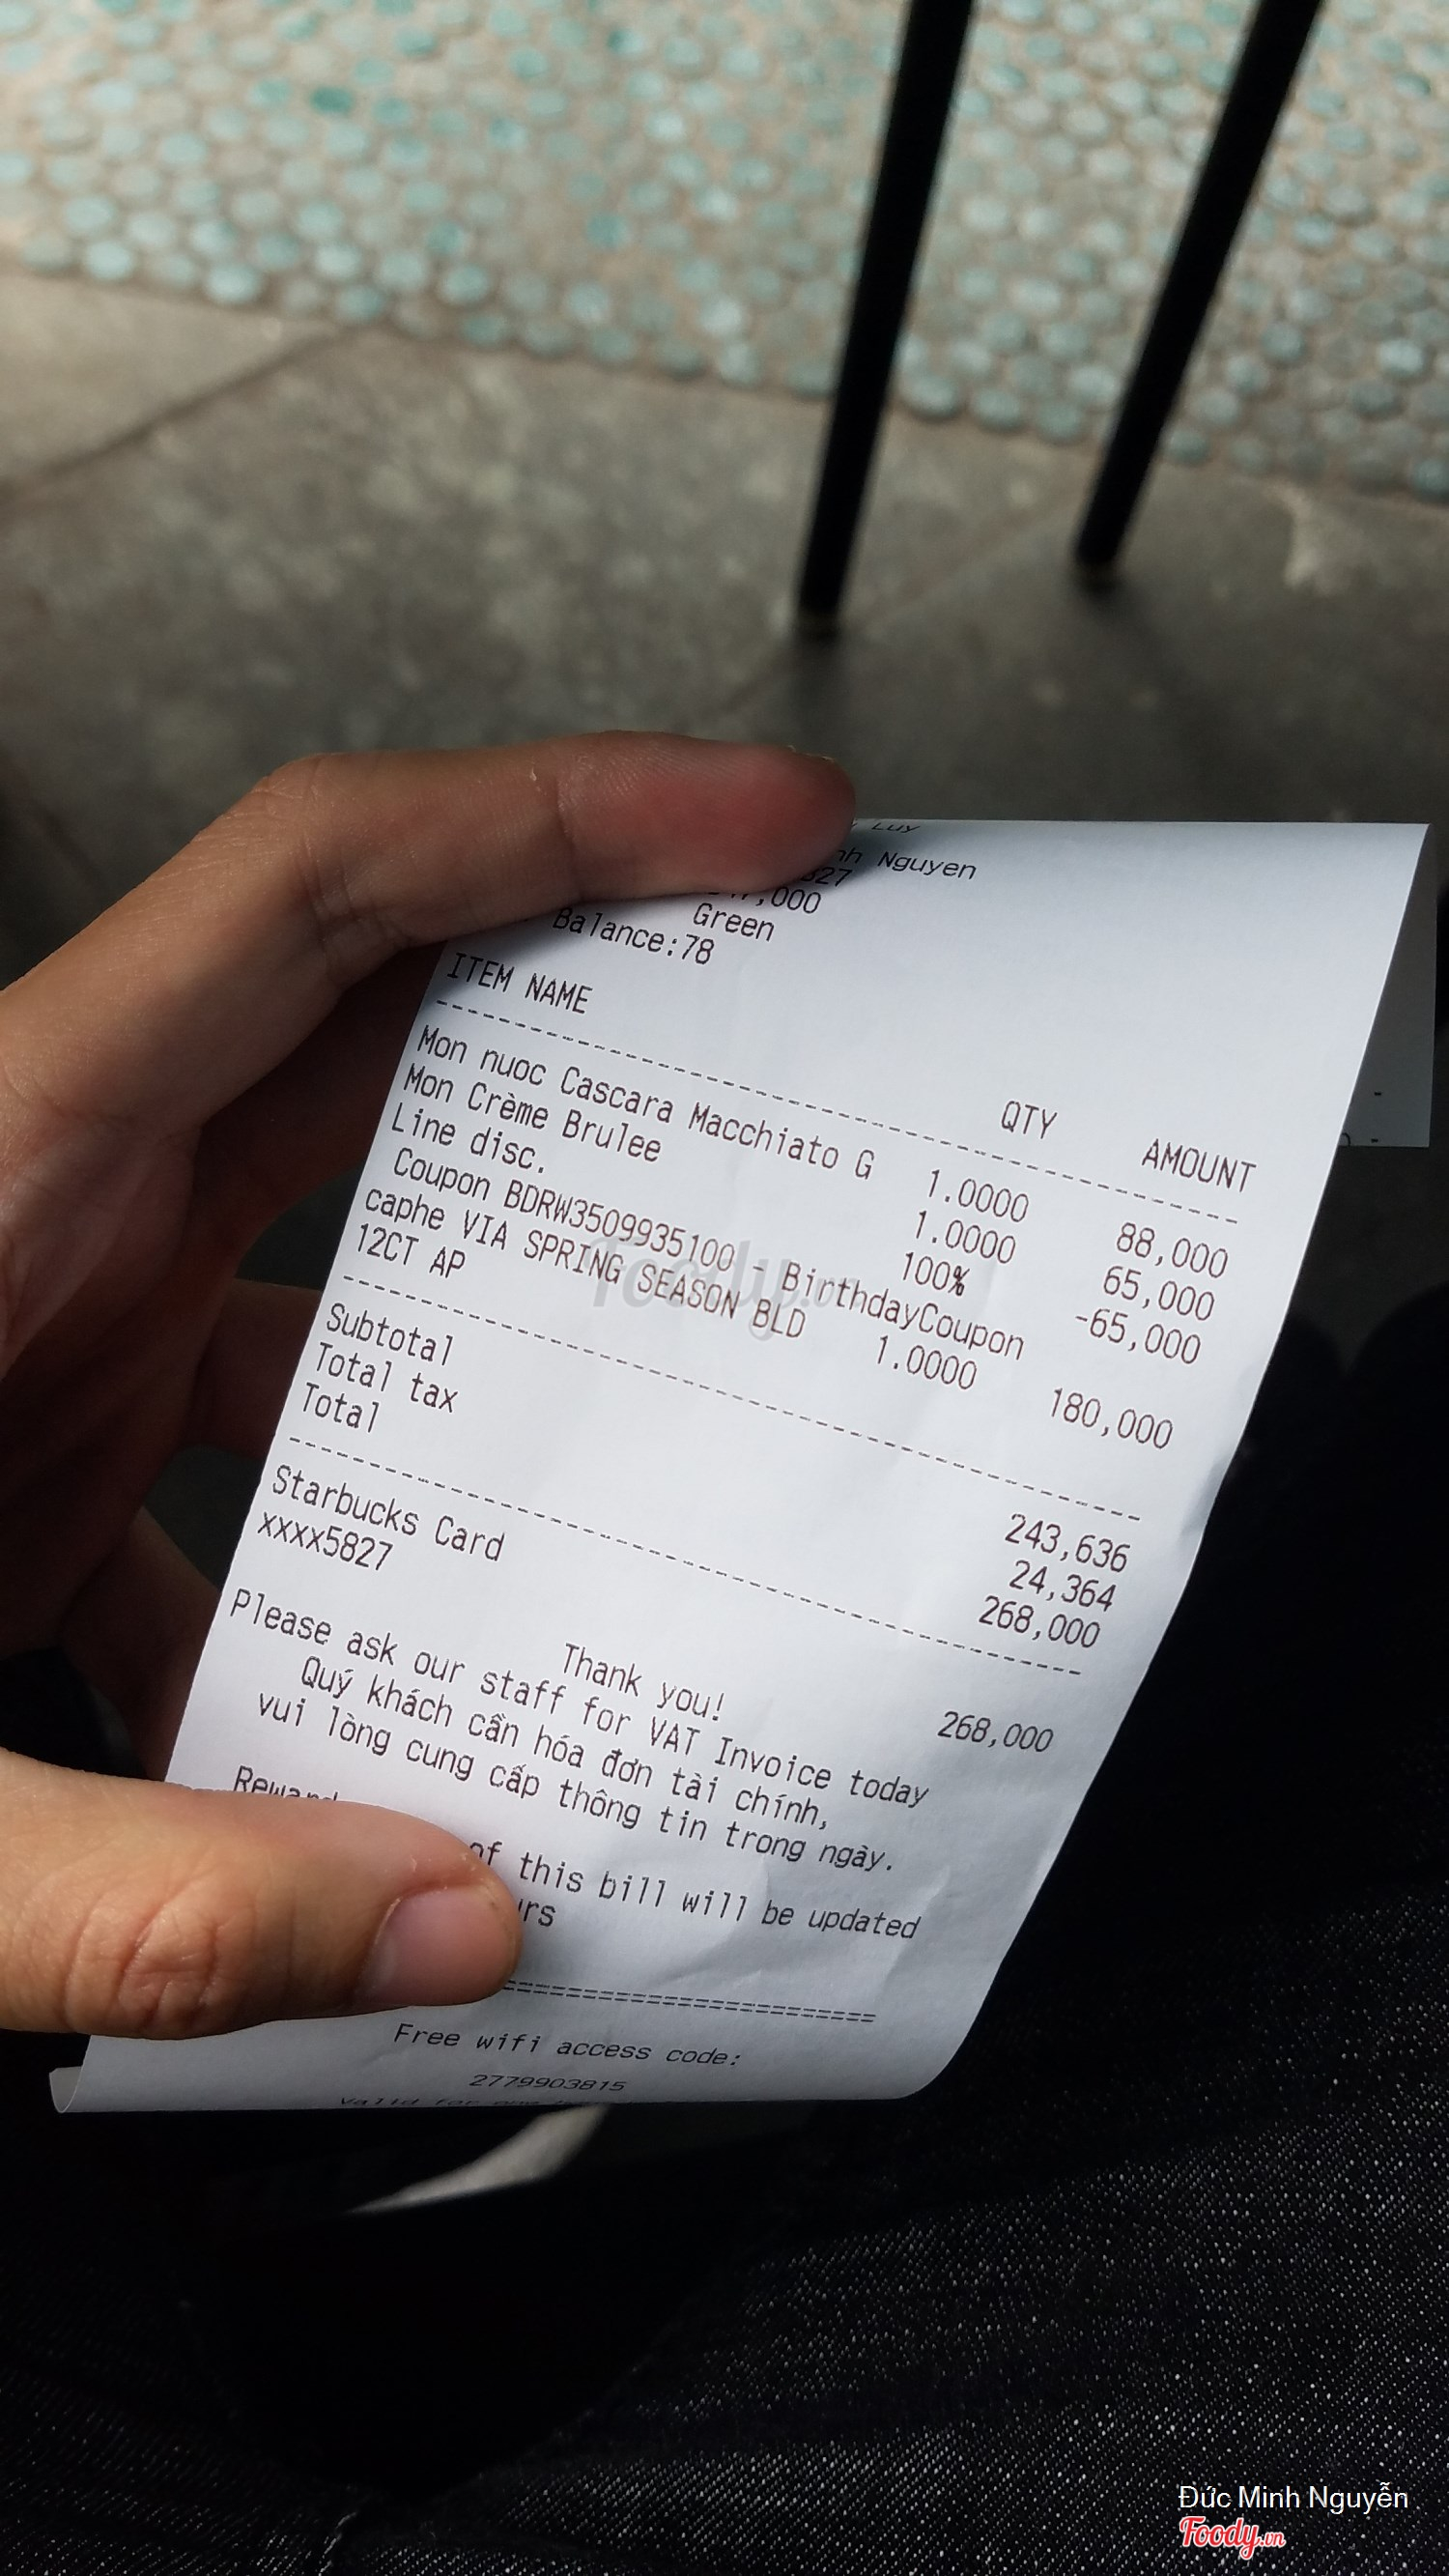 Luy
Nguyen
,000
Green
Balance:78
ITEM NAME QTY AMOUNT
Mon nuoc Cascara Macchiato G 1.0000 88,000
Mon Crème Brulee 1.0000 65,000
Line disc. 100% -65,000
Coupon BDRW3509935100 - BirthdayCoupon
caphe VIA SPRING SEASON BLD 1.0000 180,000
12CT AP
Subtotal 243,636
Total tax 24,364
Total 268,000
Starbucks Card 268,000
xxxx5827
Thank you!
Please ask our staff for VAT Invoice today
Quý khách cần hóa đơn tài chính,
vui lòng cung cấp thông tin trong ngày.
of this bill will be updated
Free wifi access code:
2779903815
Foody.vn
Đức Minh Nguyễn
Foody.vn